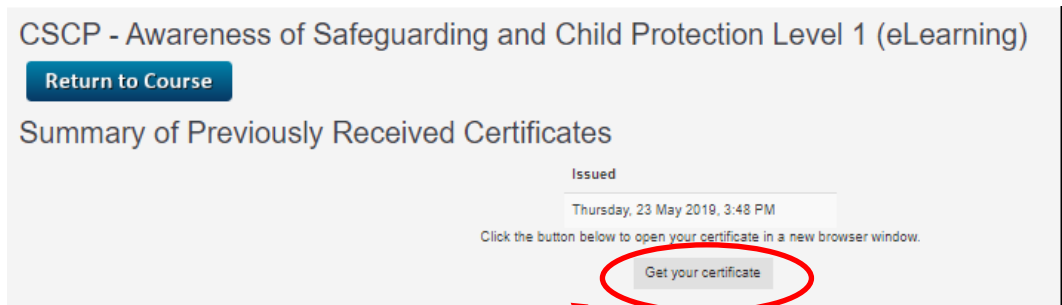 CSCP - Awareness of Safeguarding and Child Protection Level 1 (eLearning)
Return to Course
Summary of Previously Received Certificates
Issued
Thursday, 23 May 2019, 3:48 PM
Click the button below to open your certificate in a new browser window.
Get your certificate